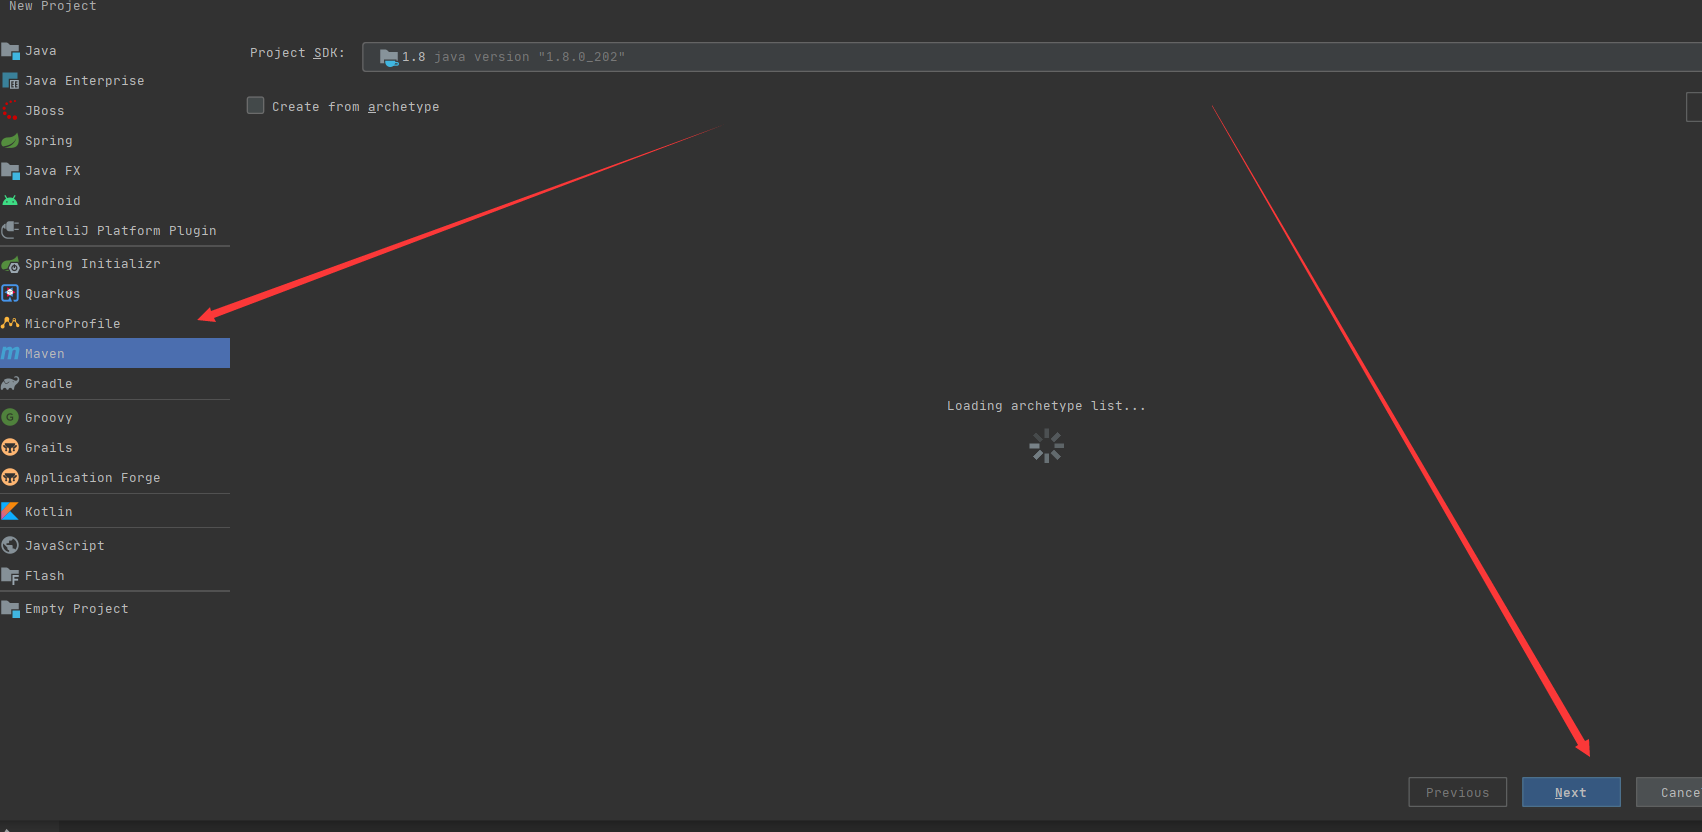 New Project
Java
Java Enterprise
JBoss
Spring
Java FX
Android
IntelliJ Platform Plugin
Spring Initializr
Quarkus
MicroProfile
Maven
Gradle
Groovy
Grails
Application Forge
Kotlin
JavaScript
Flash
Empty Project
Project SDK: 1.8 java version "1.8.0_202"
Create from archetype
Loading archetype list...
Previous Next Cance